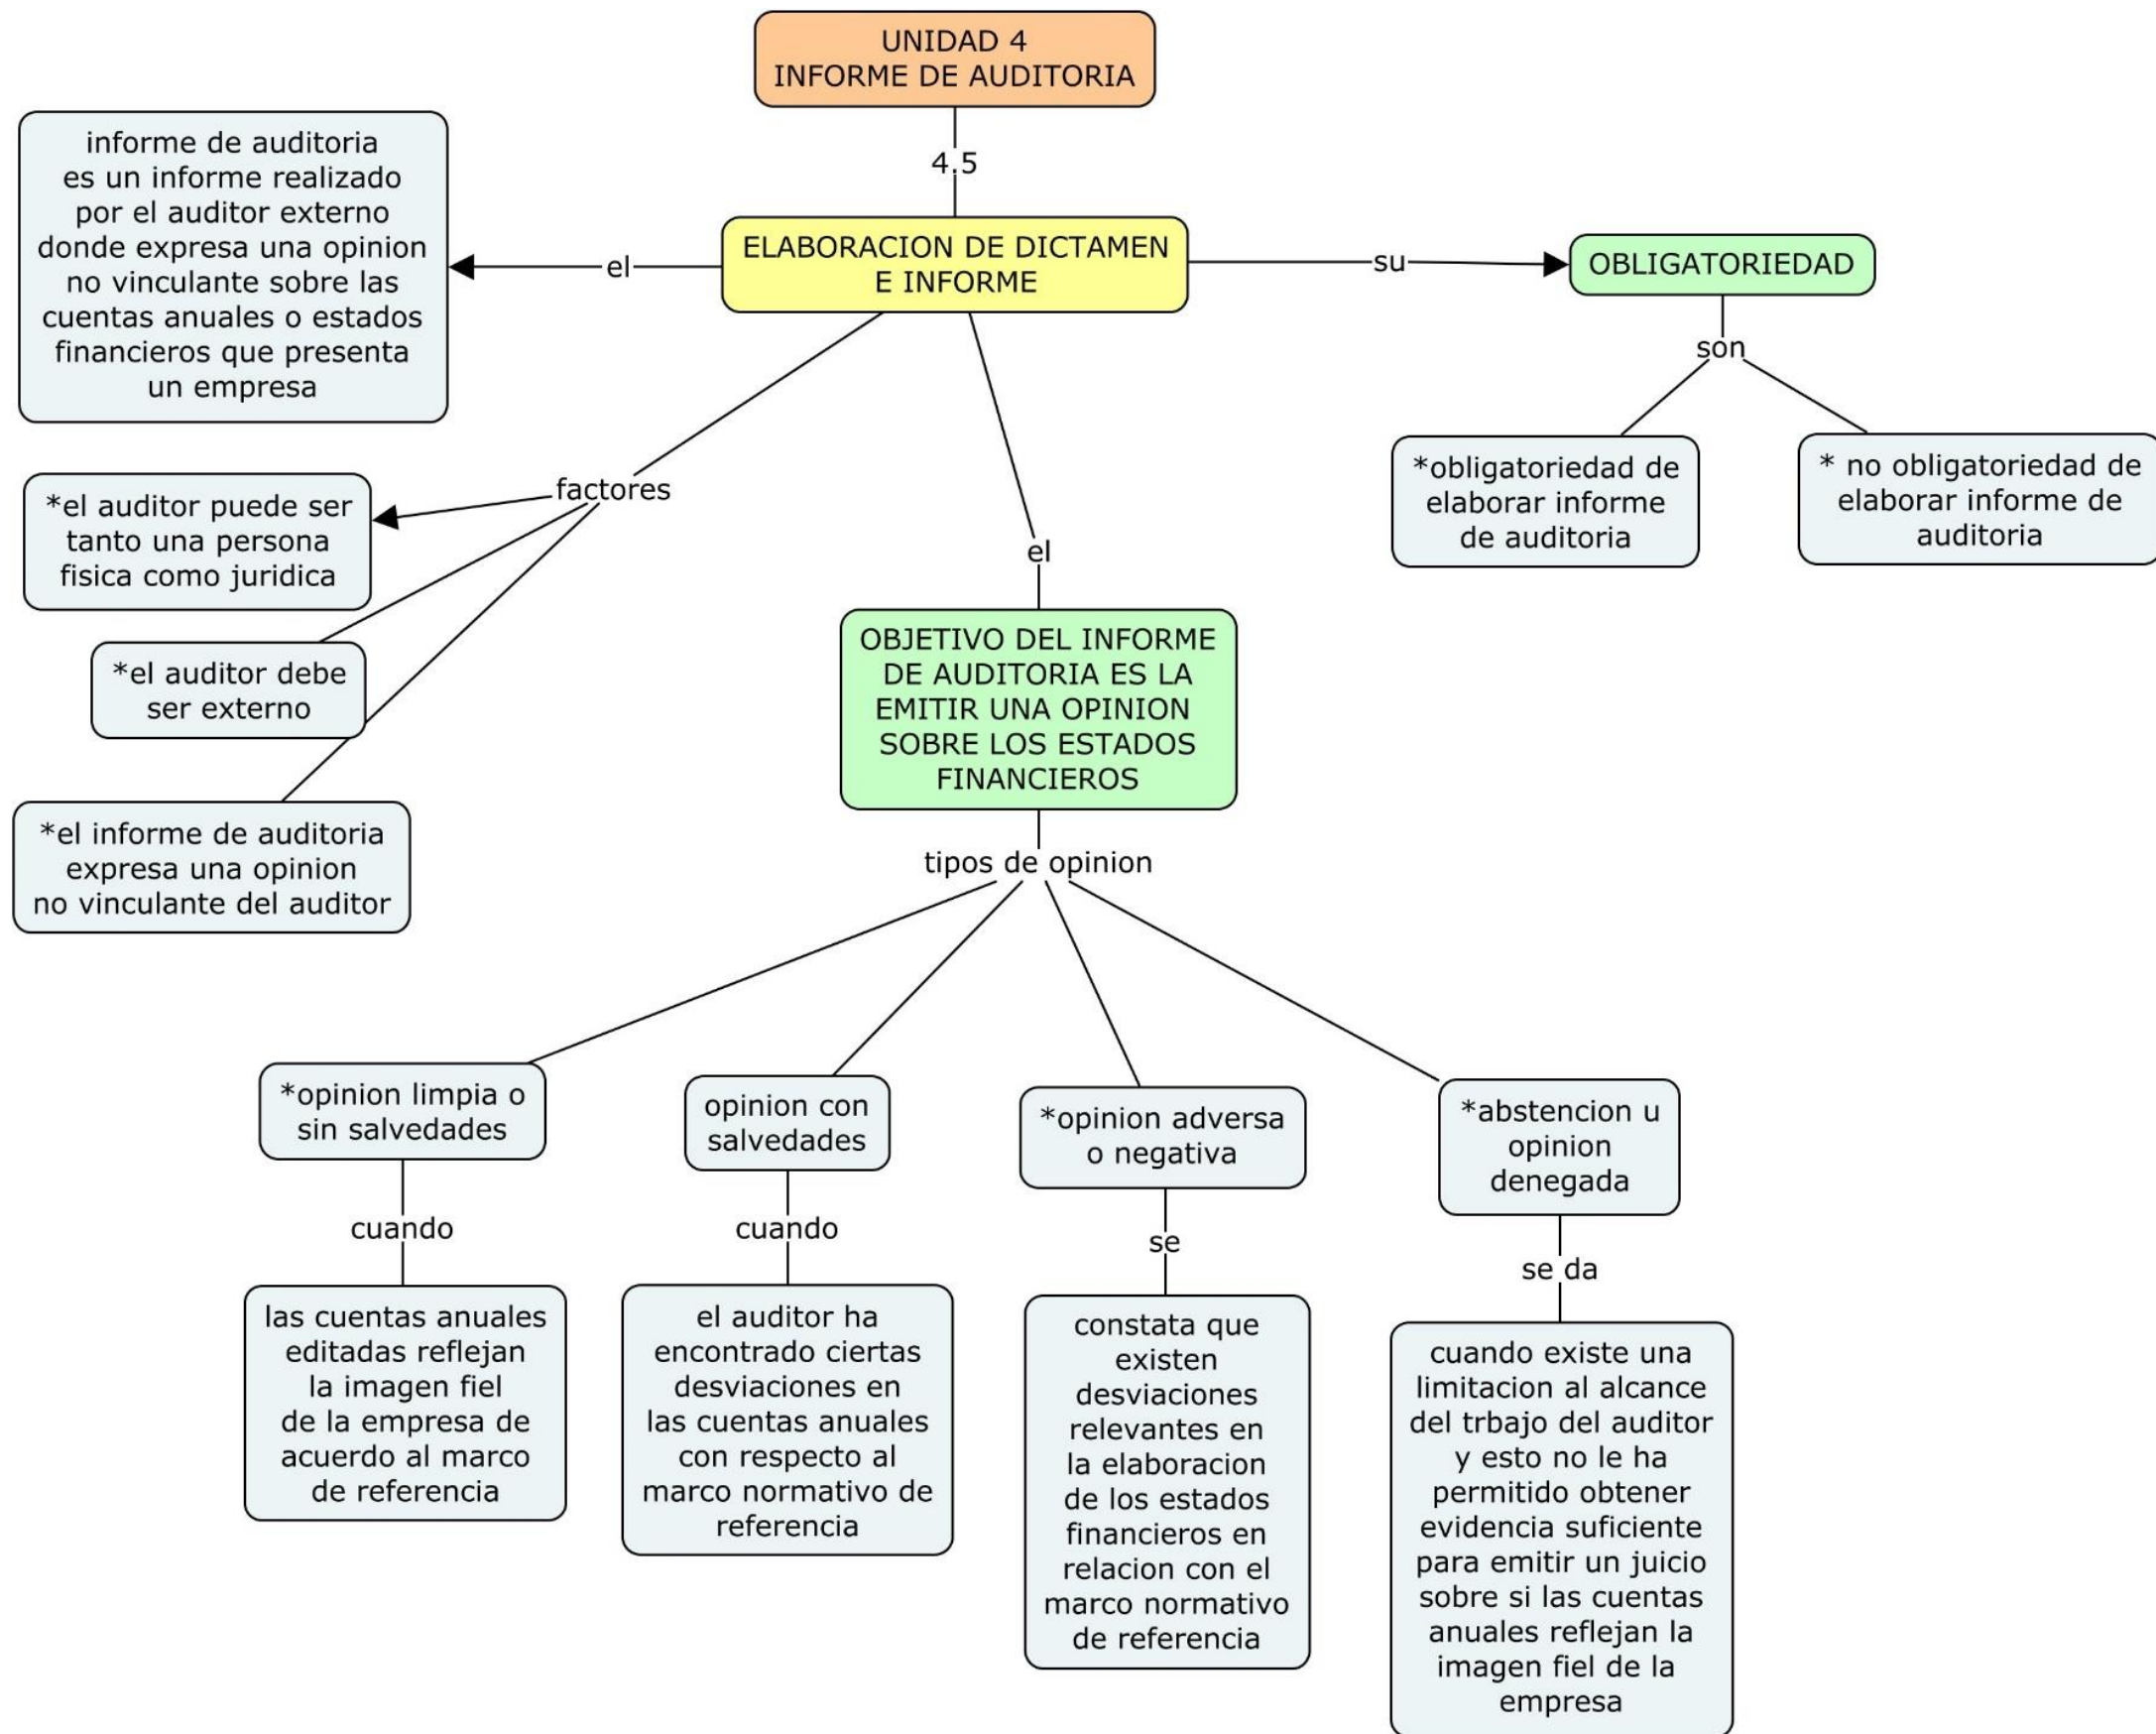 UNIDAD 4
INFORME DE AUDITORIA
4.5
ELABORACION DE DICTAMEN
E INFORME
el
informe de auditoria
es un informe realizado
por el auditor externo
donde expresa una opinion
no vinculante sobre las
cuentas anuales o estados
financieros que presenta
un empresa
su
OBLIGATORIEDAD
son
*obligatoriedad de
elaborar informe
de auditoria
* no obligatoriedad de
elaborar informe de
auditoria
factores
*el auditor puede ser
tanto una persona
fisica como juridica
*el auditor debe
ser externo
*el informe de auditoria
expresa una opinion
no vinculante del auditor
el
OBJETIVO DEL INFORME
DE AUDITORIA ES LA
EMITIR UNA OPINION
SOBRE LOS ESTADOS
FINANCIEROS
tipos de opinion
*opinion limpia o
sin salvedades
cuando
las cuentas anuales
editadas reflejan
la imagen fiel
de la empresa de
acuerdo al marco
de referencia
opinion con
salvedades
cuando
el auditor ha
encontrado ciertas
desviaciones en
las cuentas anuales
con respecto al
marco normativo de
referencia
*opinion adversa
o negativa
se
constata que
existen
desviaciones
relevantes en
la elaboracion
de los estados
financieros en
relacion con el
marco normativo
de referencia
*abstencion u
opinion
denegada
se da
cuando existe una
limitacion al alcance
del trbajo del auditor
y esto no le ha
permitido obtener
evidencia suficiente
para emitir un juicio
sobre si las cuentas
anuales reflejan la
imagen fiel de la
empresa